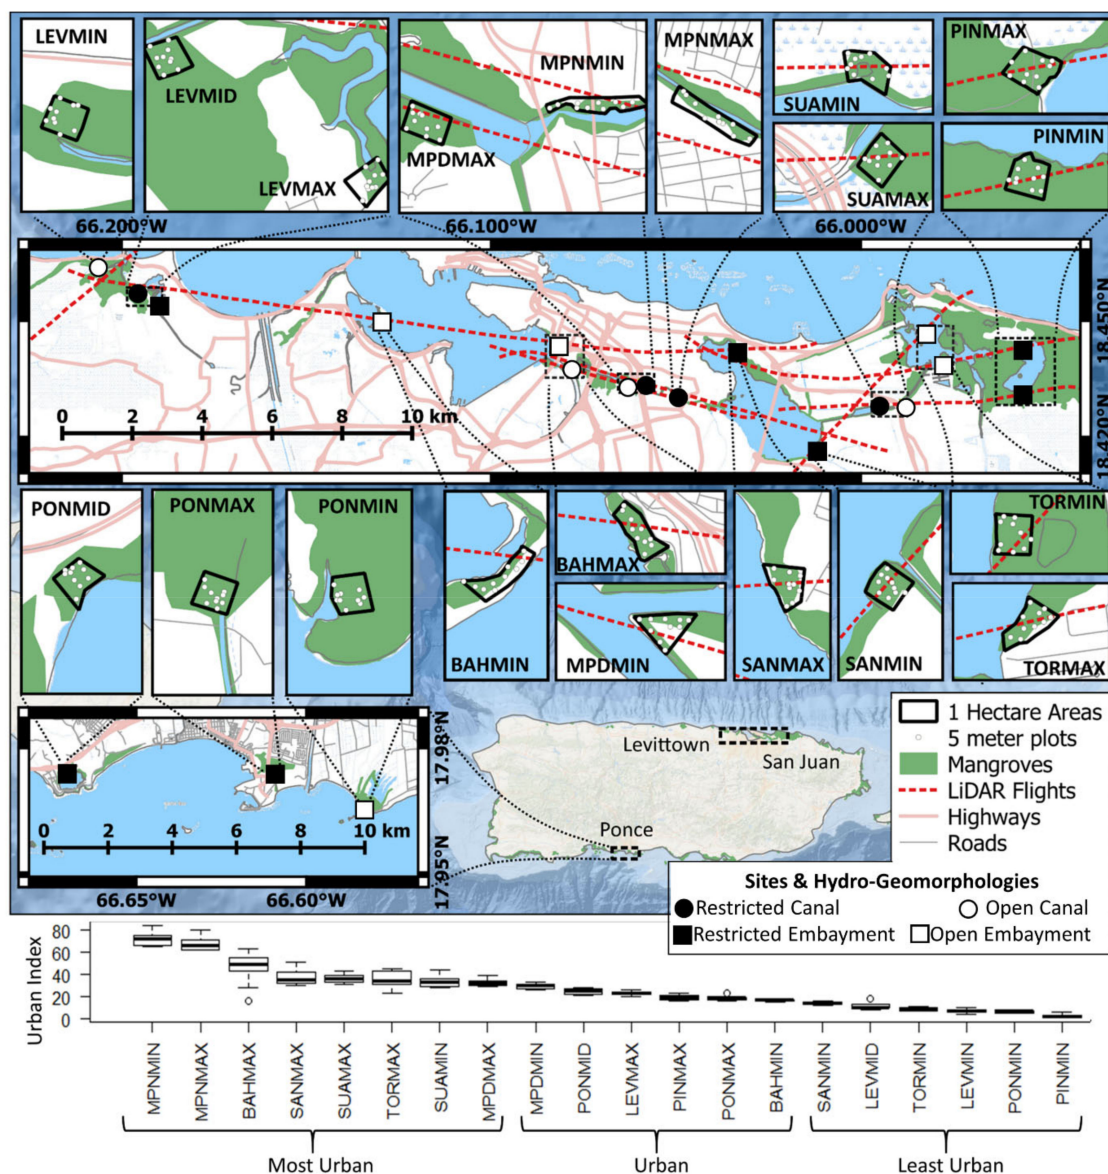 LEVMIN
LEVMID
LEVMAX
MPNMIN
MPDMAX
MPNMAX
SUAMIN
SUAMAX
PINMAX
PINMIN
66.200°W
66.100°W
66.000°W
18.450°N
18.420°N
0 2 4 6 8 10 km
PONMID
PONMAX
PONMIN
BAHMIN
BAHMAX
MPDMIN
SANMAX
SANMIN
TORMIN
TORMAX
17.98°N
17.95°N
0 2 4 6 8 10 km
66.65°W
66.60°W
Levittown
San Juan
Ponce
1 Hectare Areas
5 meter plots
Mangroves
LiDAR Flights
Highways
Roads
Sites & Hydro-Geomorphologies
Restricted Canal
Open Canal
Restricted Embayment
Open Embayment
Urban Index
80
60
40
20
0
MPNMIN
MPNMAX
BAHMAX
SANMAX
SUAMAX
TORMAX
SUAMIN
MPDMAX
MPDMIN
PONMID
LEVMAX
PINMAX
PONMAX
BAHMIN
SANMIN
LEVMID
TORMIN
LEVMIN
PONMIN
PINMIN
Most Urban
Urban
Least Urban